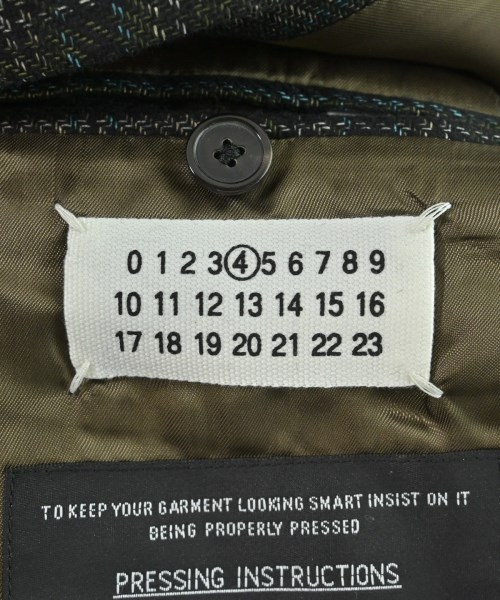 0 1 2 3 4 5 6 7 8 9
10 11 12 13 14 15 16
17 18 19 20 21 22 23
TO KEEP YOUR GARMENT LOOKING SMART INSIST ON IT
BEING PROPERLY PRESSED
PRESSING INSTRUCTIONS